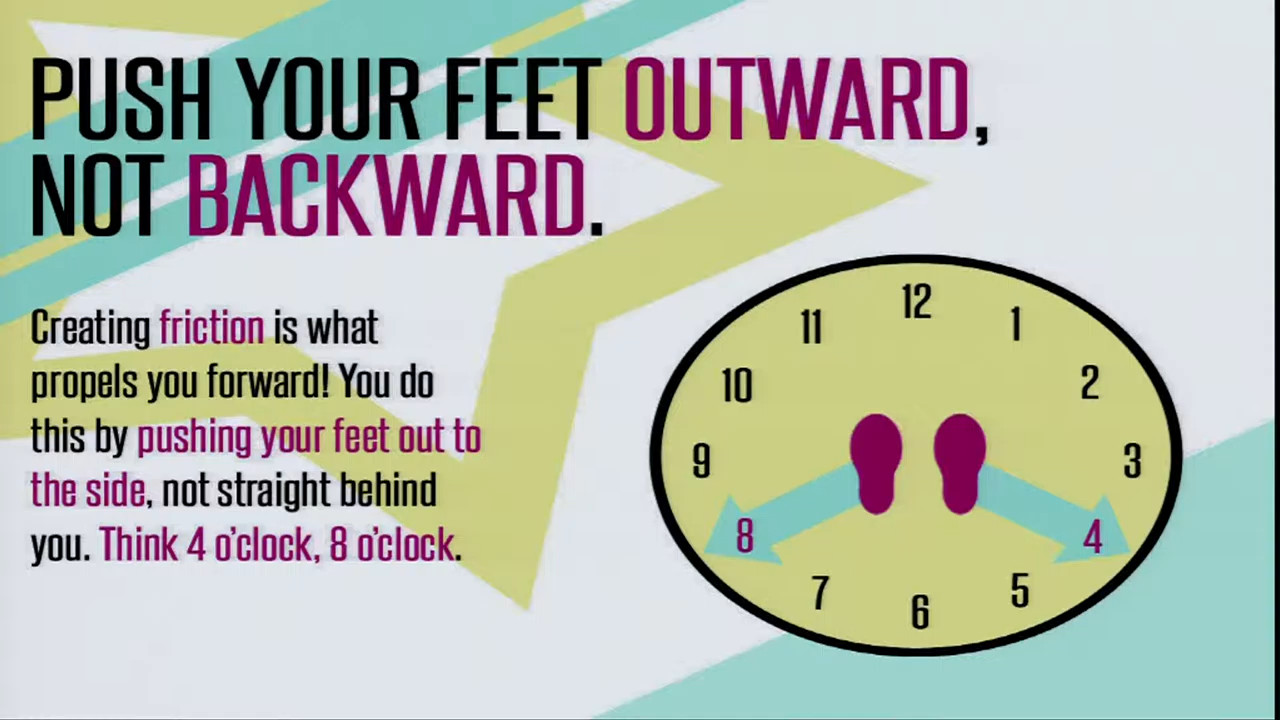 PUSH YOUR FEET OUTWARD,
NOT BACKWARD.
Creating friction is what
propels you forward! You do
this by pushing your feet out to
the side, not straight behind
you. Think 4 o'clock, 8 o'clock.
12
11
1
10
2
9
3
8
4
7
5
6